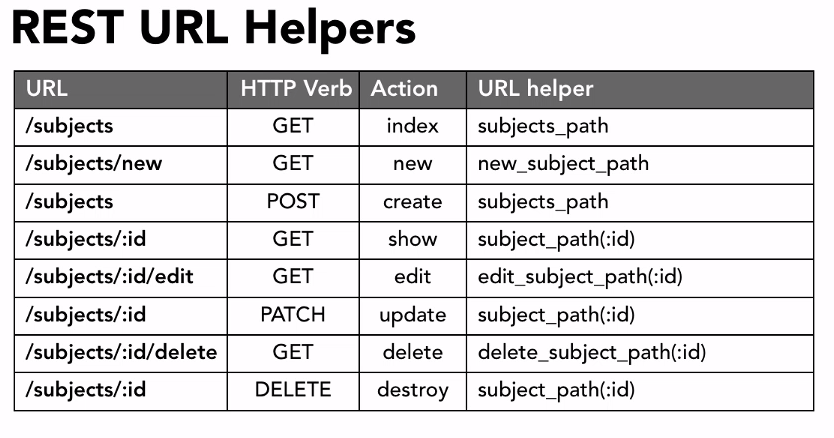 REST URL Helpers
URL HTTP Verb Action URL helper
/subjects GET index subjects_path
/subjects/new GET new new_subject_path
/subjects POST create subjects_path
/subjects/:id GET show subject_path(:id)
/subjects/:id/edit GET edit edit_subject_path(:id)
/subjects/:id PATCH update subject_path(:id)
/subjects/:id/delete GET delete delete_subject_path(:id)
/subjects/:id DELETE destroy subject_path(:id)